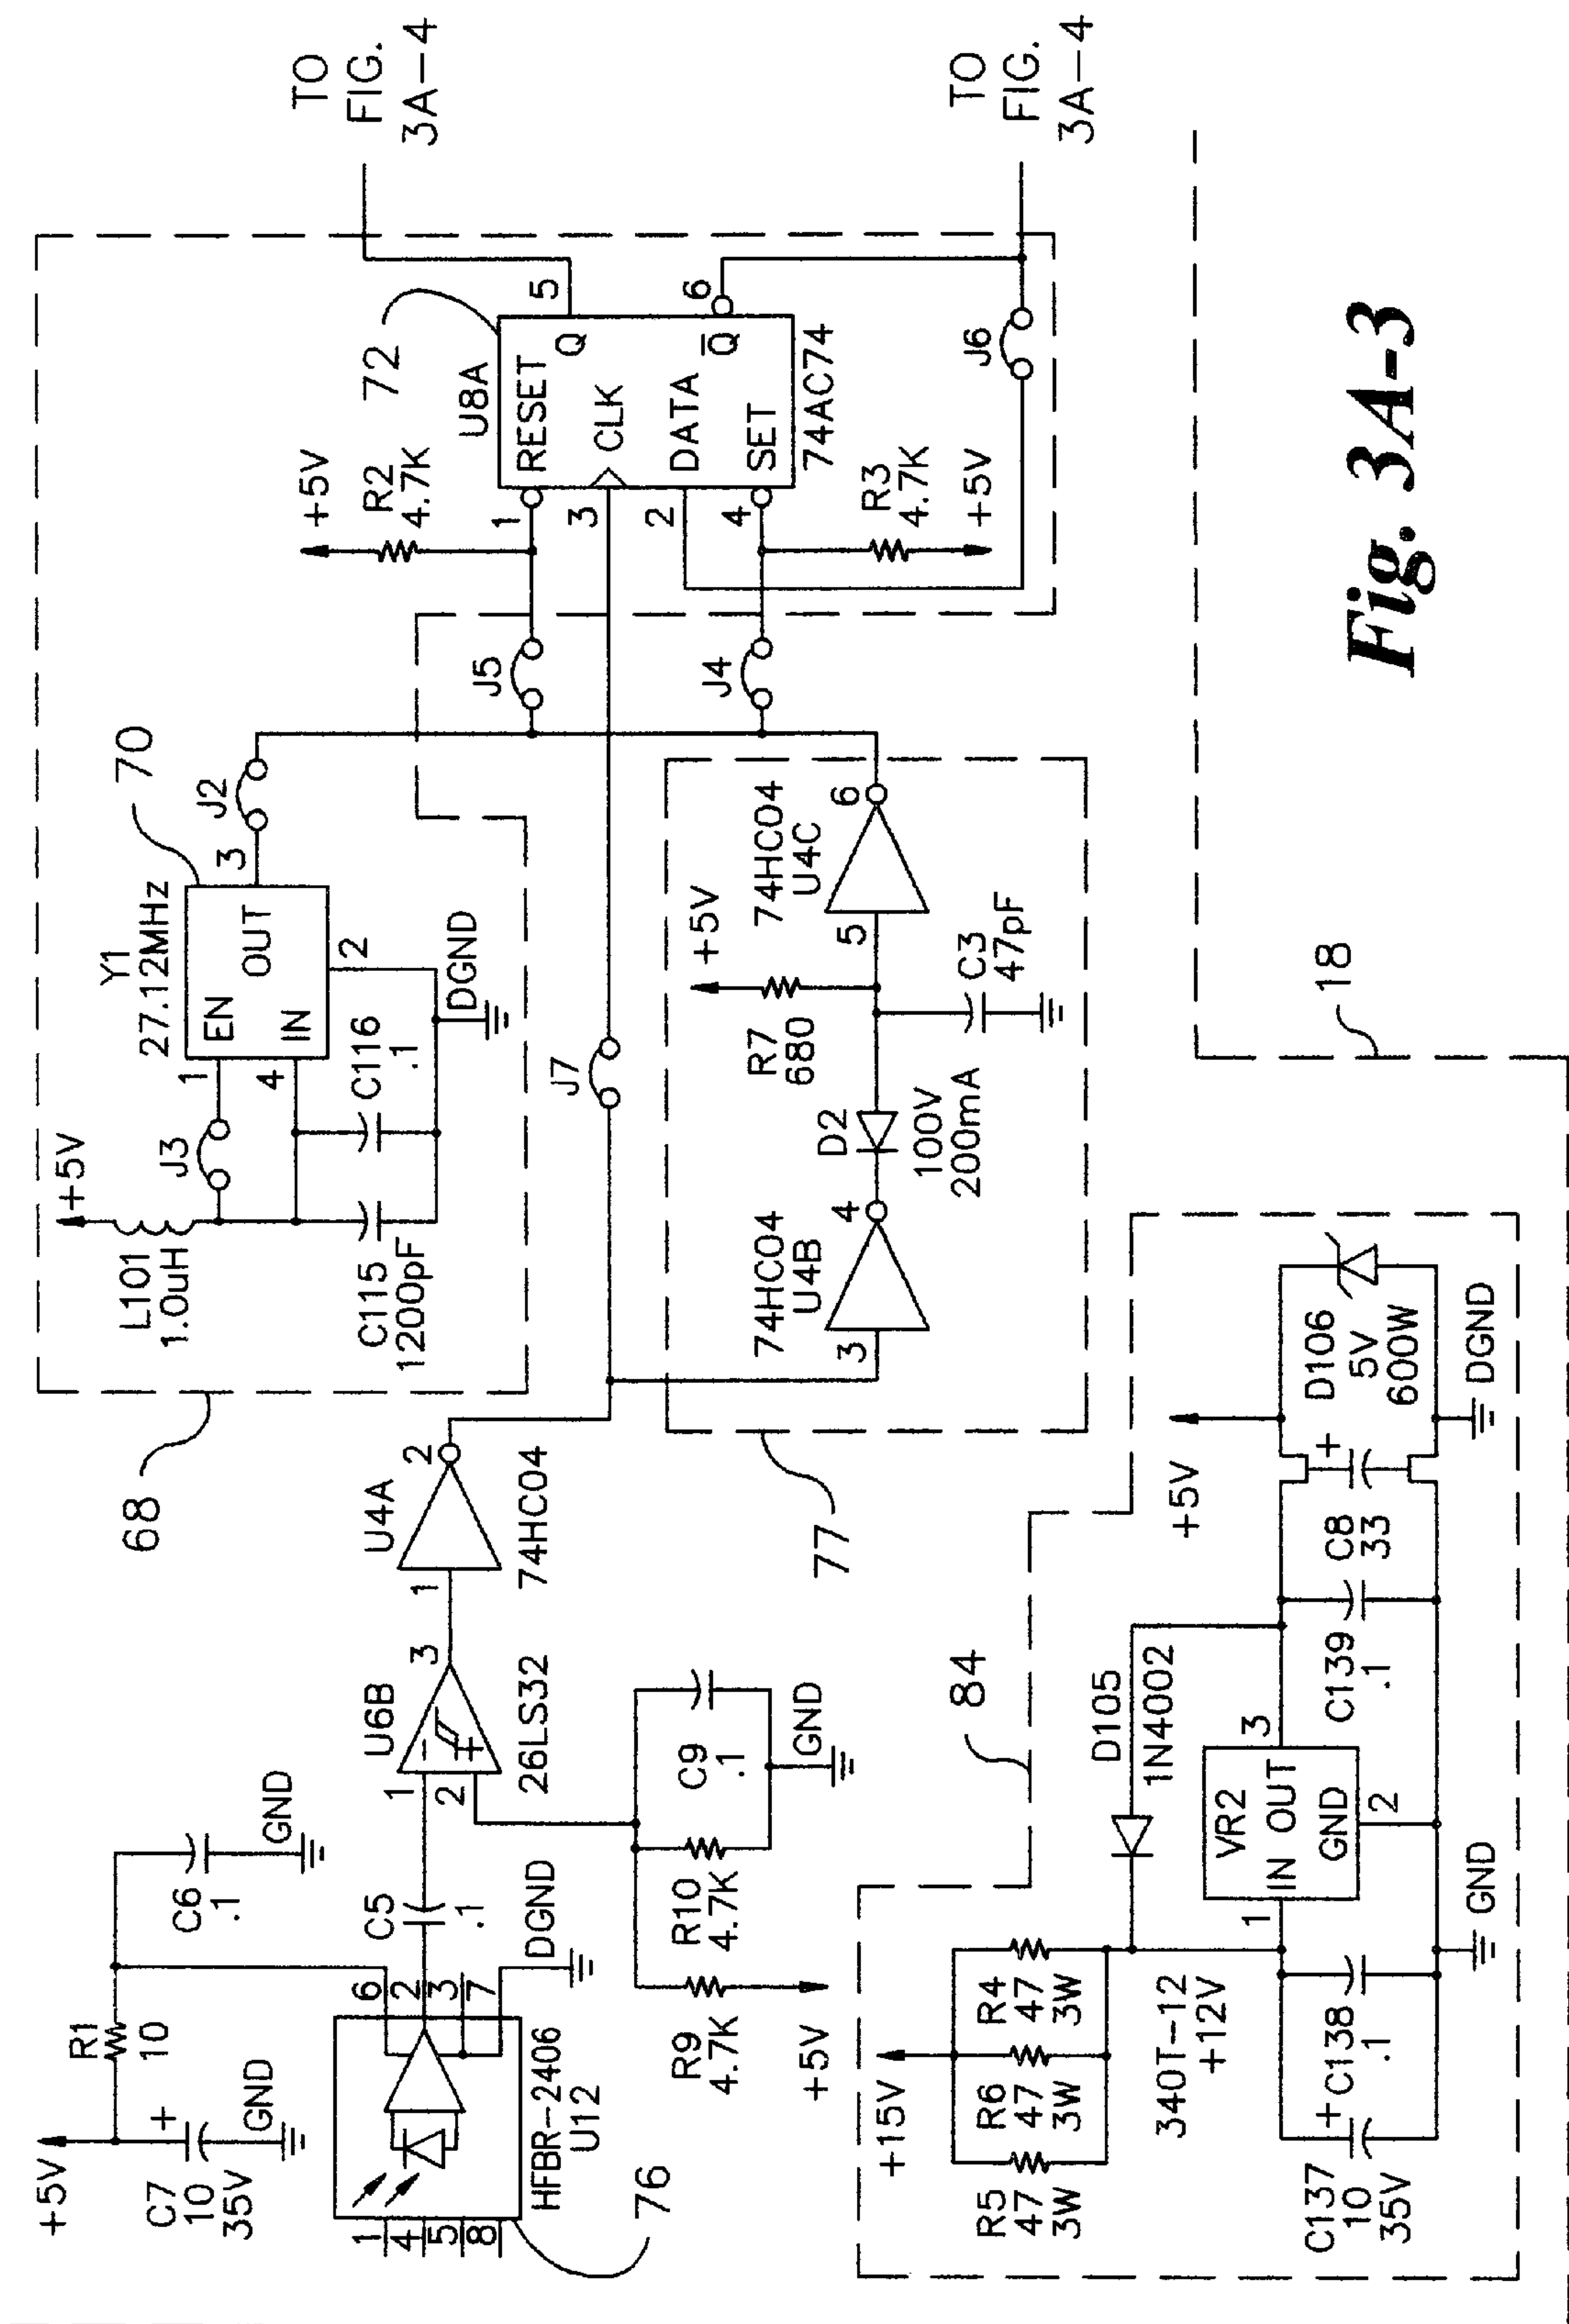 +5V
R1
10
C7
+
10
35V
GND
C6
.1
GND
6
2
3
7
DGND
1
4
5
8
HFBR-2406
U12
76
C5
.1
1
2
U6B
3
26LS32
R9
4.7K
+5V
R10
4.7K
C9
.1
GND
U4A
1
2
74HC04
68
+5V
L101
1.0uH
C115
1200pF
J3
1
4
C116
.1
Y1
27.12MHz
EN
OUT
IN
3
2
DGND
70
J2
J7
J5
J4
+5V
R2
4.7K
1
3
2
4
U8A
72
RESET
Q
CLK
DATA
Q̅
SET
74AC74
5
6
R3
4.7K
+5V
J6
TO
FIG.
3A-4
TO
FIG.
3A-4
77
74HC04
U4B
3
4
D2
100V
200mA
R7
680
+5V
C3
47pF
74HC04
U4C
5
6
84
+15V
R5
47
3W
R6
47
3W
R4
47
3W
D105
1N4002
340T-12
+12V
VR2
IN OUT
GND
1
3
2
C137
+
10
35V
C138
.1
GND
C139
.1
C8
33
+
+5V
D106
5V
600W
DGND
18
Fig. 3A-3